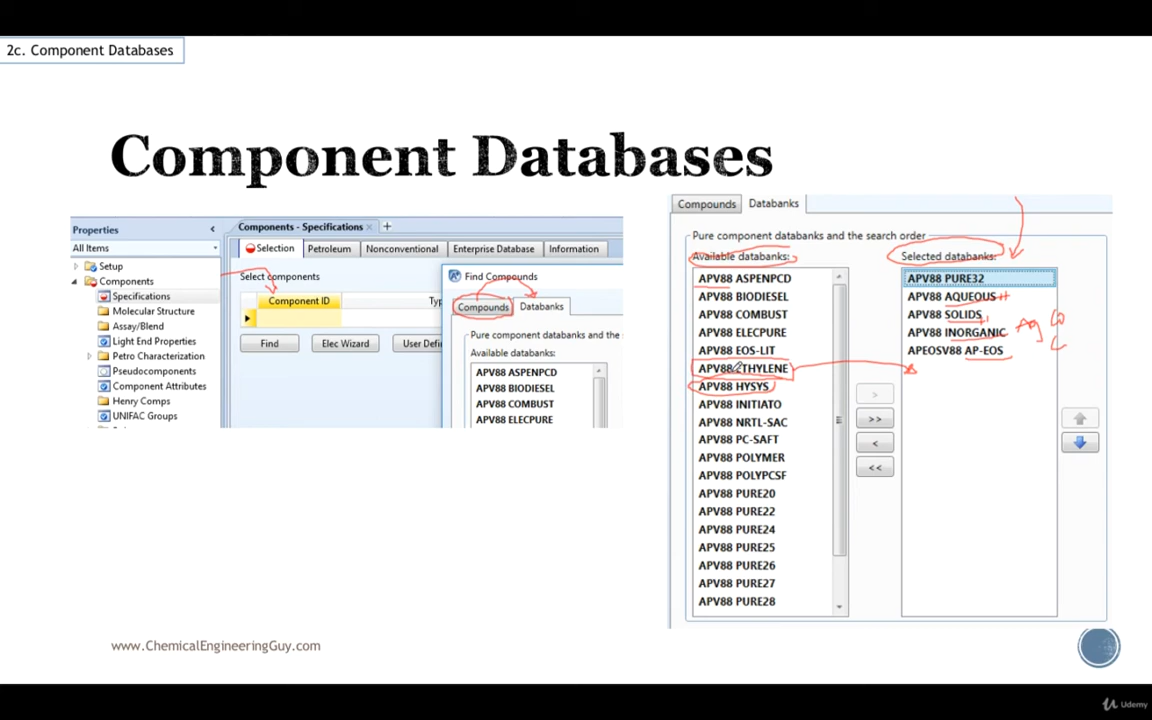 2c. Component Databases
Component Databases
Properties
All Items
Setup
Components
Specifications
Molecular Structure
Assay/Blend
Light End Properties
Petro Characterization
Pseudocomponents
Component Attributes
Henry Comps
UNIFAC Groups
Components - Specifications
Selection
Petroleum
Nonconventional
Enterprise Database
Information
Select components
Component ID
Typ
Find
Elec Wizard
User Defi
Find Compounds
Compounds
Databanks
Pure component databanks and the s
Available databanks:
APV88 ASPENPCD
APV88 BIODIESEL
APV88 COMBUST
APV88 ELECPURE
Compounds
Databanks
Pure component databanks and the search order
Available databanks:
APV88 ASPENPCD
APV88 BIODIESEL
APV88 COMBUST
APV88 ELECPURE
APV88 EOS-LIT
APV88 ETHYLENE
APV88 HYSYS
APV88 INITIATO
APV88 NRTL-SAC
APV88 PC-SAFT
APV88 POLYMER
APV88 POLYPCSF
APV88 PURE20
APV88 PURE22
APV88 PURE24
APV88 PURE25
APV88 PURE26
APV88 PURE27
APV88 PURE28
>
>>
<
<<
Selected databanks:
APV88 PURE32
APV88 AQUEOUS
APV88 SOLIDS
APV88 INORGANIC
APEOSV88 AP-EOS
Ag
www.ChemicalEngineeringGuy.com
Udemy